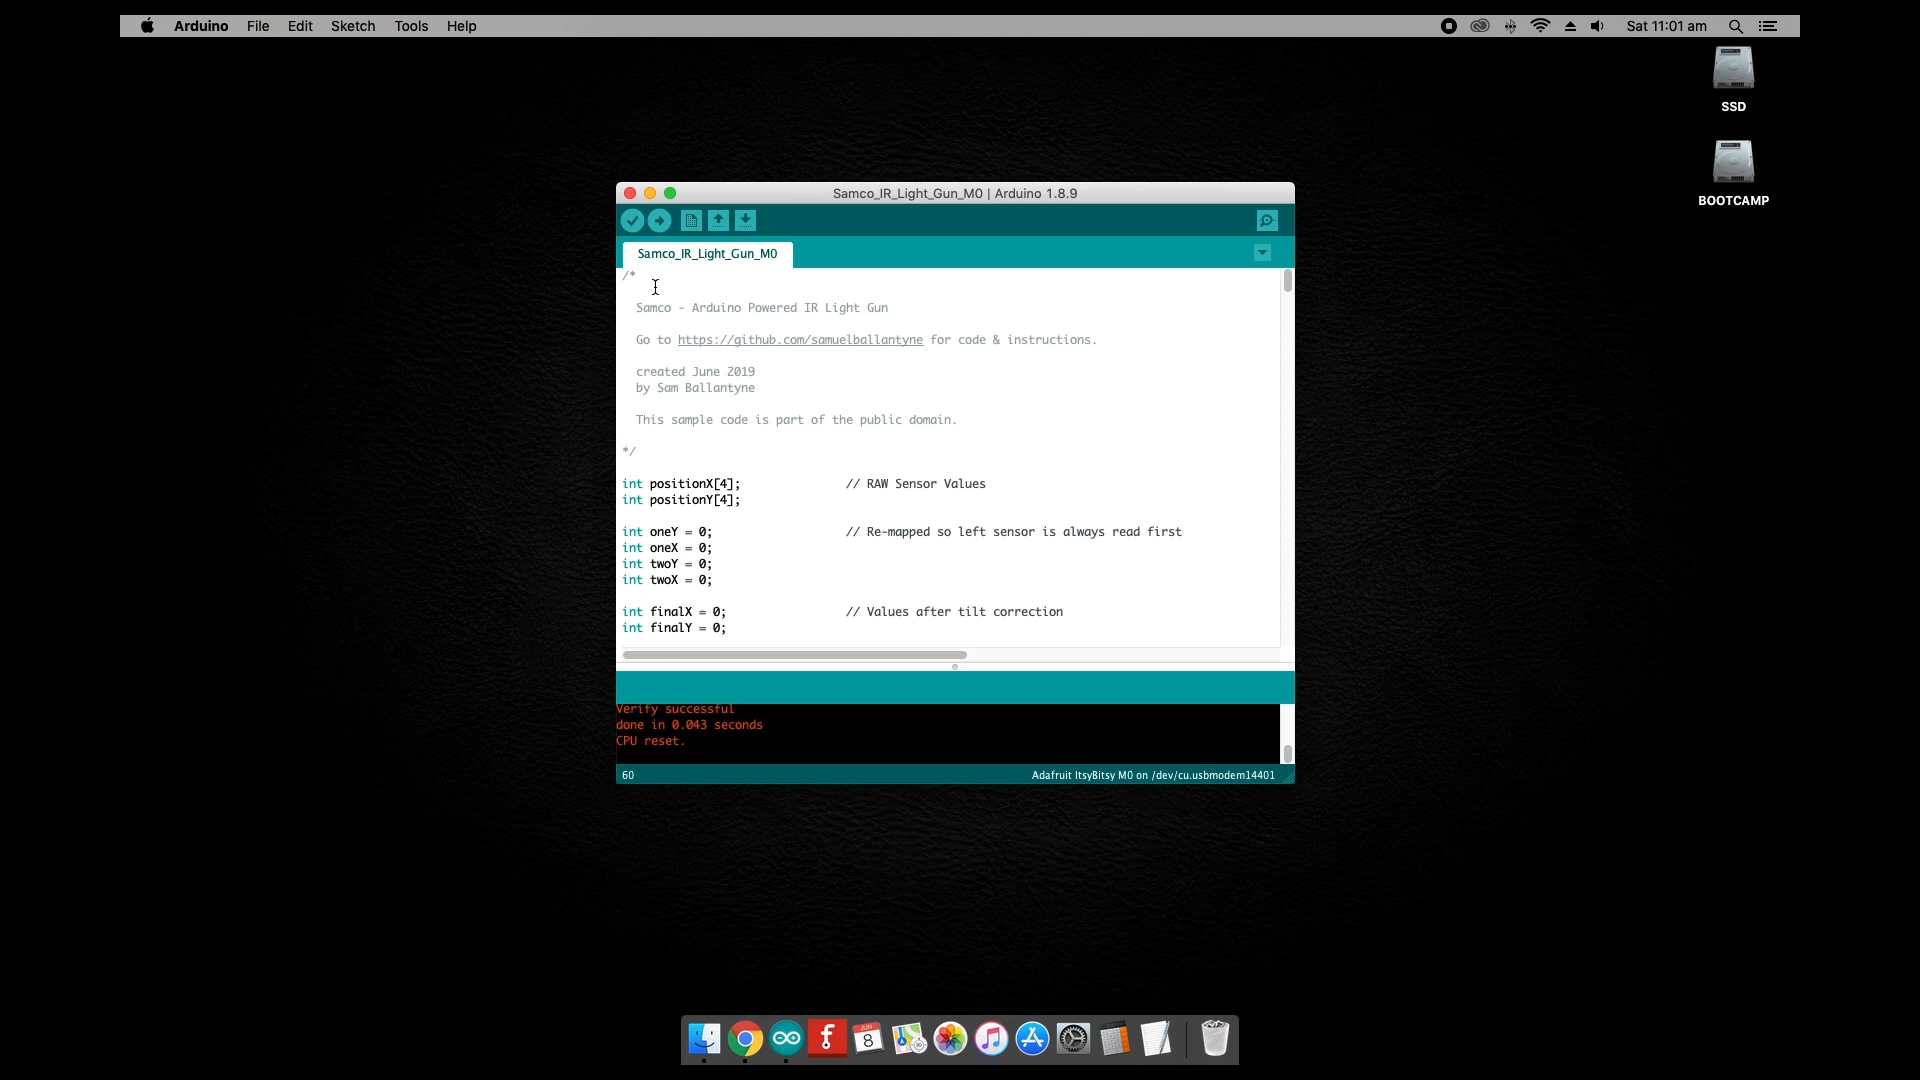 Arduino File Edit Sketch Tools Help Sat 11:01 am
SSD
BOOTCAMP
Samco_IR_Light_Gun_M0 | Arduino 1.8.9
Samco_IR_Light_Gun_M0
/*
Samco - Arduino Powered IR Light Gun
Go to https://github.com/samuelballantyne for code & instructions.
created June 2019
by Sam Ballantyne
This sample code is part of the public domain.
*/
int positionX[4]; // RAW Sensor Values
int positionY[4];
int oneY = 0; // Re-mapped so left sensor is always read first
int oneX = 0;
int twoY = 0;
int twoX = 0;
int finalX = 0; // Values after tilt correction
int finalY = 0;
Verify successful
done in 0.043 seconds
CPU reset.
60 Adafruit ItsyBitsy M0 on /dev/cu.usbmodem14401
JUN
8